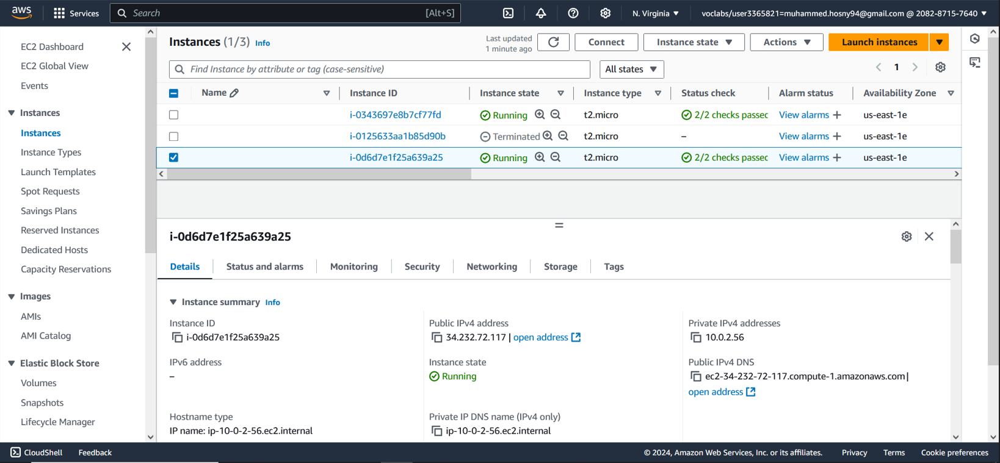 aws Services Search [Alt+S] N. Virginia voclabs/user3365821=muhammed.hosny94@gmail.com @ 2082-8715-7640
EC2 Dashboard
EC2 Global View
Events
Instances
Instances
Instance Types
Launch Templates
Spot Requests
Savings Plans
Reserved Instances
Dedicated Hosts
Capacity Reservations
Images
AMIs
AMI Catalog
Elastic Block Store
Volumes
Snapshots
Lifecycle Manager
Instances (1/3) Info
Last updated
1 minute ago
Connect Instance state Actions Launch instances
Find Instance by attribute or tag (case-sensitive) All states 1
Name Instance ID Instance state Instance type Status check Alarm status Availability Zone
i-0343697e8b7cf77fd Running t2.micro 2/2 checks passec View alarms + us-east-1e
i-0125633aa1b85d90b Terminated t2.micro – View alarms + us-east-1e
i-0d6d7e1f25a639a25 Running t2.micro 2/2 checks passec View alarms + us-east-1e
i-0d6d7e1f25a639a25
Details Status and alarms Monitoring Security Networking Storage Tags
Instance summary Info
Instance ID
i-0d6d7e1f25a639a25
Public IPv4 address
34.232.72.117 | open address
Private IPv4 addresses
10.0.2.56
IPv6 address
–
Instance state
Running
Public IPv4 DNS
ec2-34-232-72-117.compute-1.amazonaws.com |
open address
Hostname type
IP name: ip-10-0-2-56.ec2.internal
Private IP DNS name (IPv4 only)
ip-10-0-2-56.ec2.internal
CloudShell Feedback © 2024, Amazon Web Services, Inc. or its affiliates. Privacy Terms Cookie preferences